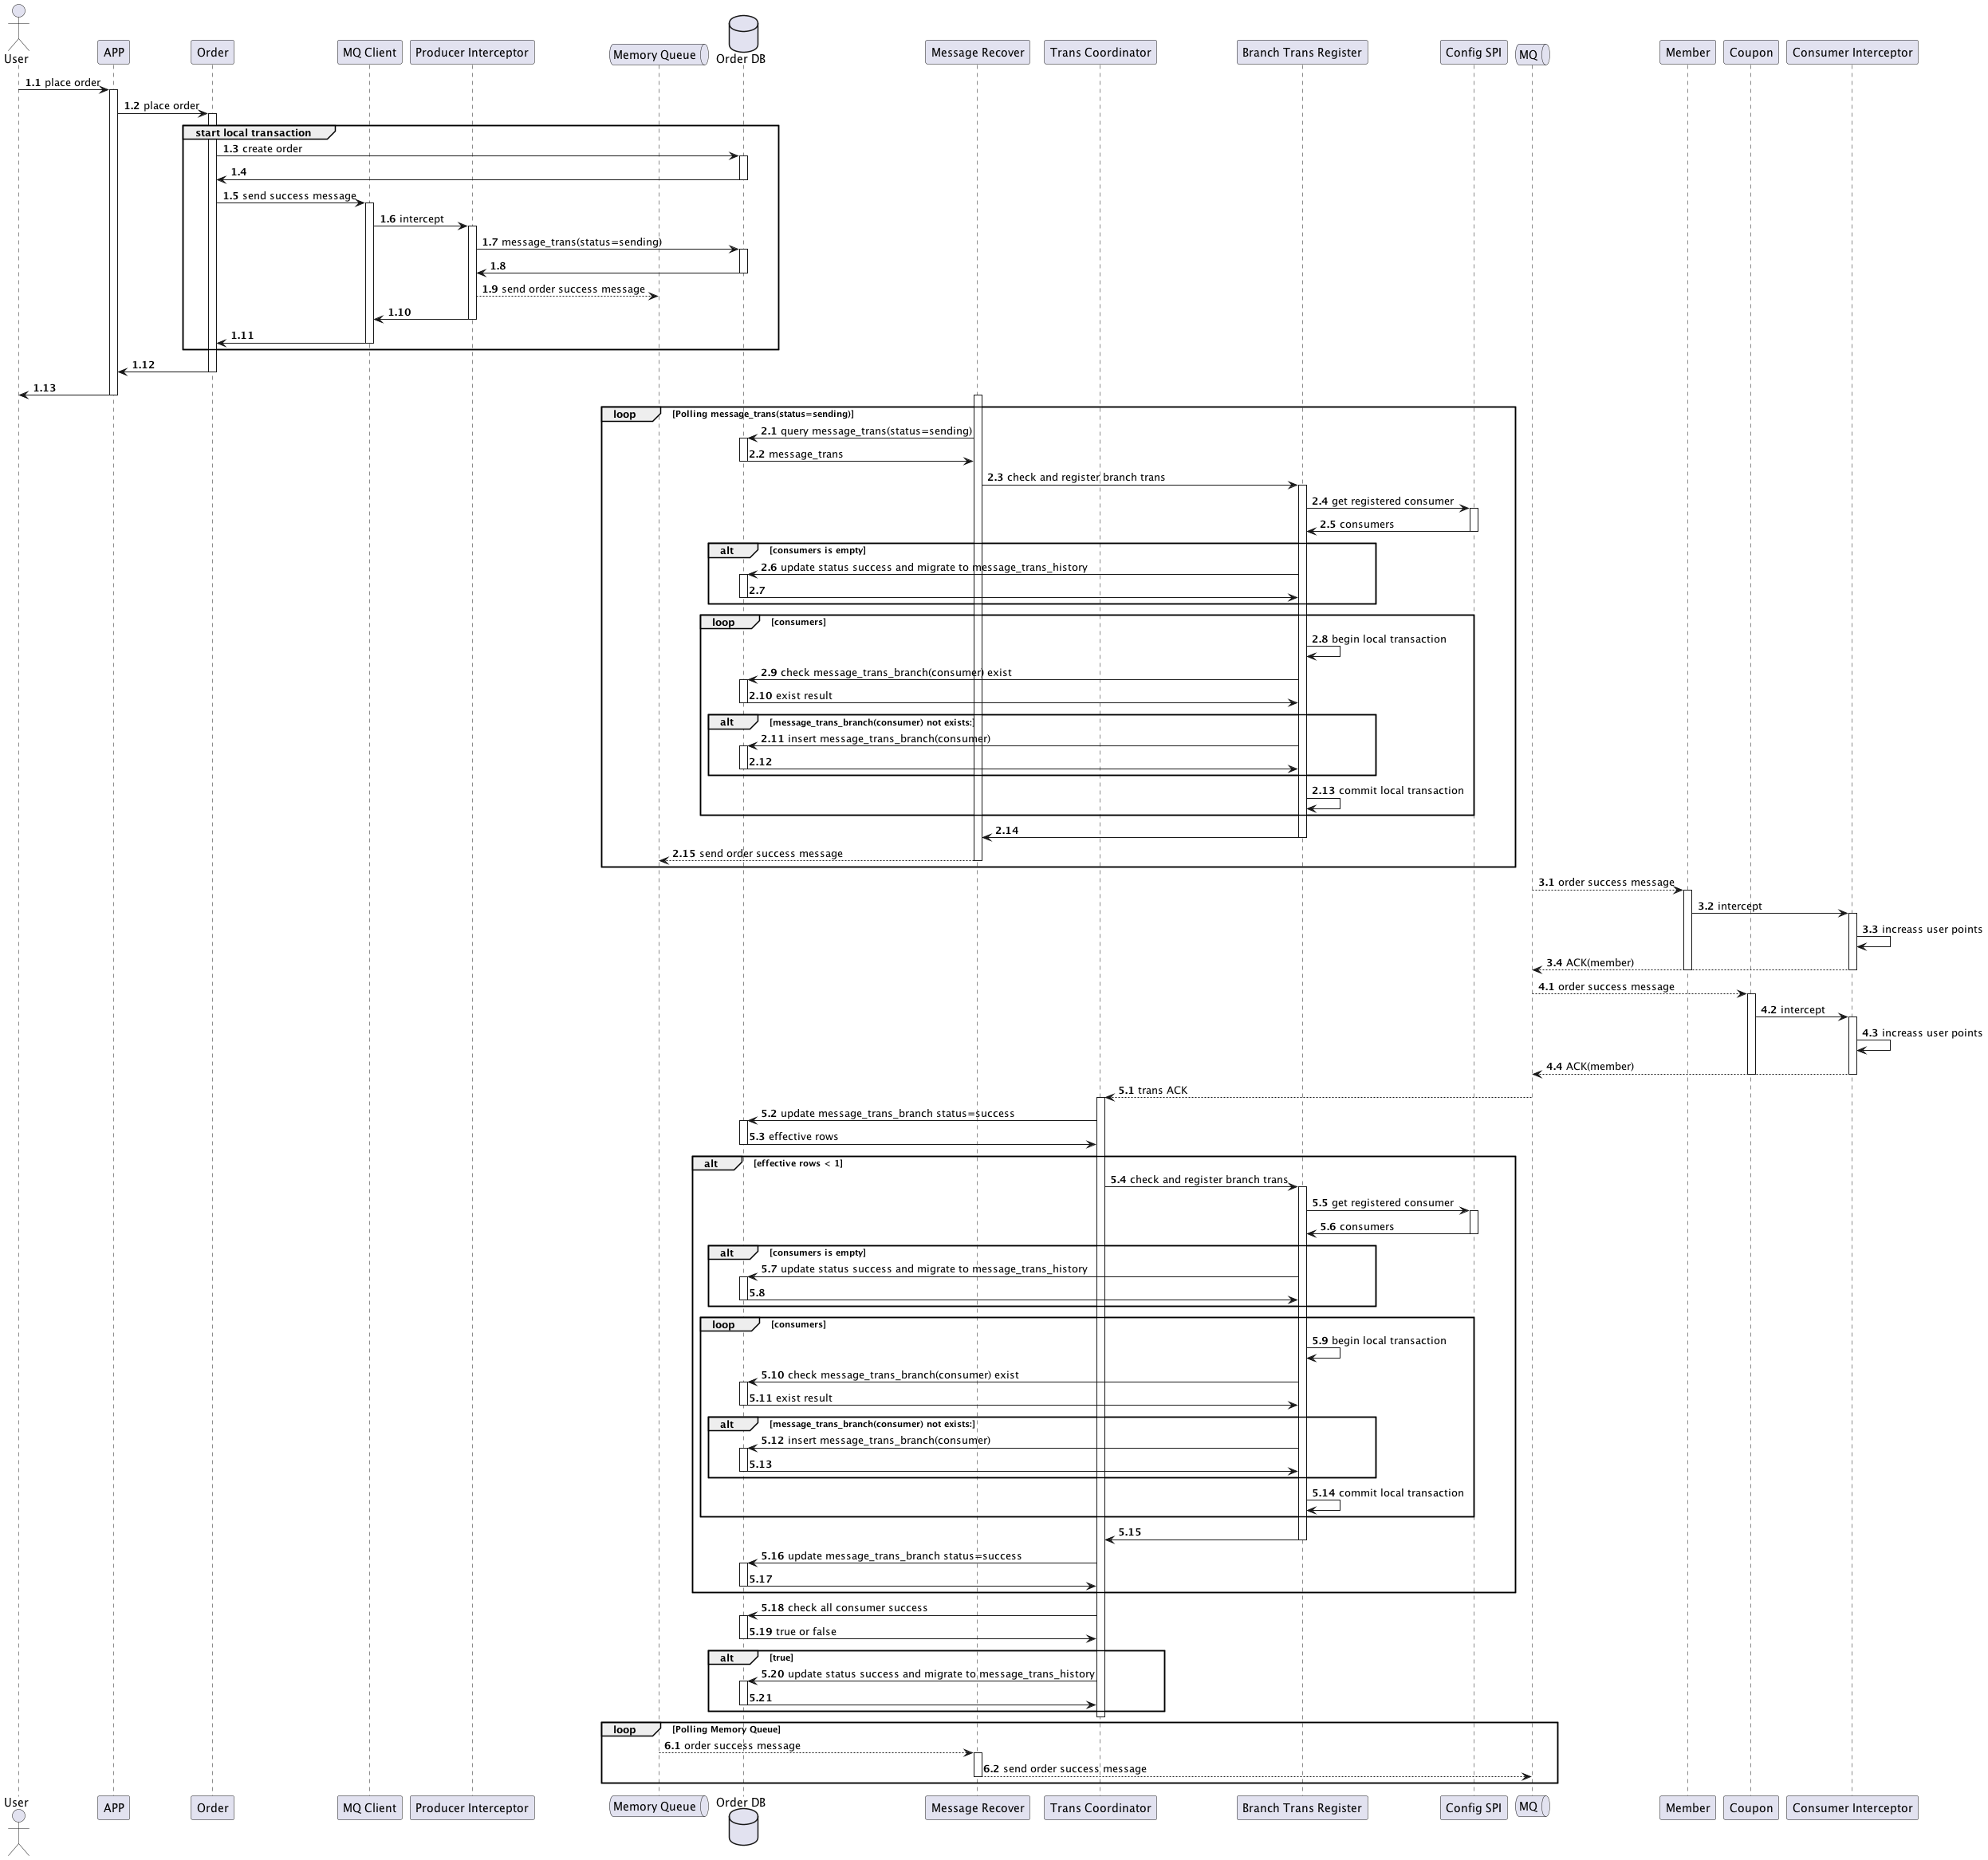 User
APP
Order
MQ Client
Producer Interceptor
Memory Queue
Order DB
Message Recover
Trans Coordinator
Branch Trans Register
Config SPI
MQ
Member
Coupon
Consumer Interceptor
1.1 place order
1.2 place order
start local transaction
1.3 create order
1.4
1.5 send success message
1.6 intercept
1.7 message_trans(status=sending)
1.8
1.9 send order success message
1.10
1.11
1.12
1.13
loop [Polling message_trans(status=sending)]
2.1 query message_trans(status=sending)
2.2 message_trans
2.3 check and register branch trans
2.4 get registered consumer
2.5 consumers
alt [consumers is empty]
2.6 update status success and migrate to message_trans_history
2.7
loop [consumers]
2.8 begin local transaction
2.9 check message_trans_branch(consumer) exist
2.10 exist result
alt [message_trans_branch(consumer) not exists:]
2.11 insert message_trans_branch(consumer)
2.12
2.13 commit local transaction
2.14
2.15 send order success message
3.1 order success message
3.2 intercept
3.3 increass user points
3.4 ACK(member)
4.1 order success message
4.2 intercept
4.3 increass user points
4.4 ACK(member)
5.1 trans ACK
5.2 update message_trans_branch status=success
5.3 effective rows
alt [effective rows < 1]
5.4 check and register branch trans
5.5 get registered consumer
5.6 consumers
alt [consumers is empty]
5.7 update status success and migrate to message_trans_history
5.8
loop [consumers]
5.9 begin local transaction
5.10 check message_trans_branch(consumer) exist
5.11 exist result
alt [message_trans_branch(consumer) not exists:]
5.12 insert message_trans_branch(consumer)
5.13
5.14 commit local transaction
5.15
5.16 update message_trans_branch status=success
5.17
5.18 check all consumer success
5.19 true or false
alt [true]
5.20 update status success and migrate to message_trans_history
5.21
loop [Polling Memory Queue]
6.1 order success message
6.2 send order success message
User
APP
Order
MQ Client
Producer Interceptor
Memory Queue
Order DB
Message Recover
Trans Coordinator
Branch Trans Register
Config SPI
MQ
Member
Coupon
Consumer Interceptor